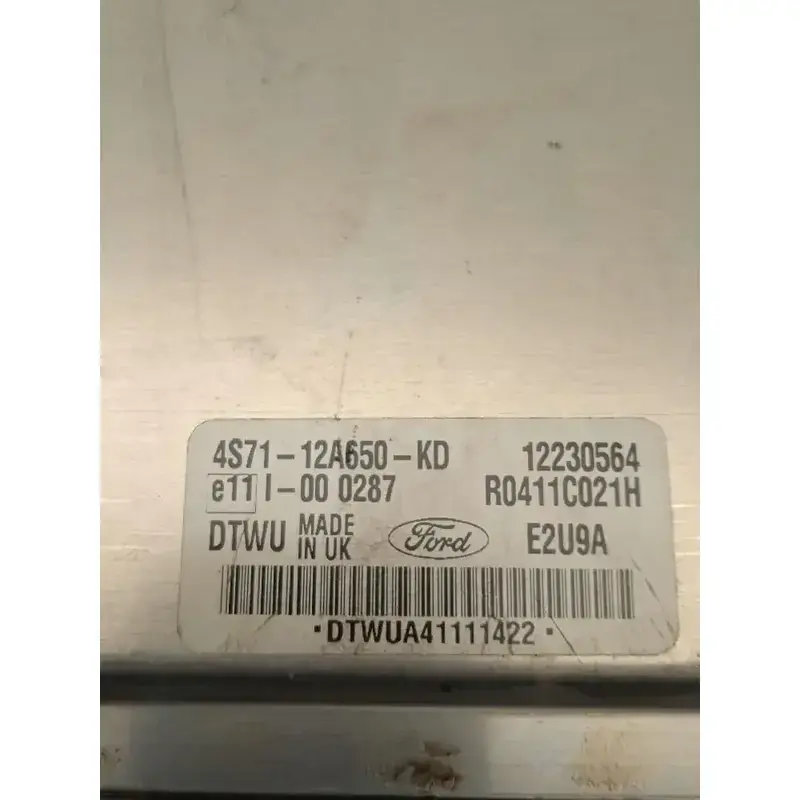 4S71-12A650-KD 12230564
e11 I-00 0287 R0411C021H
DTWU MADE IN UK Ford E2U9A
·DTWUA41111422·